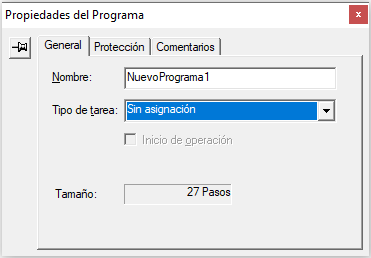 Propiedades del Programa
General Protección Comentarios
Nombre: NuevoPrograma1
Tipo de tarea: Sin asignación
Inicio de operación
Tamaño: 27 Pasos